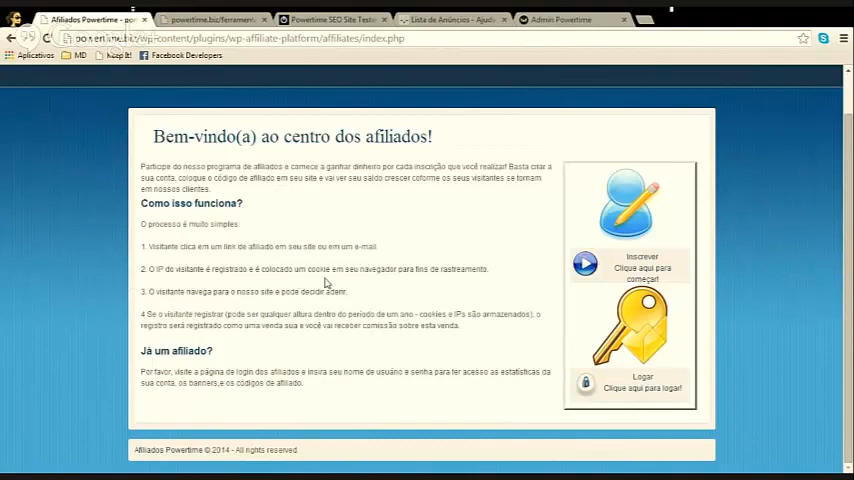 Afiliados Powertime - por
powertime.biz/ferrament
Powertime SEO Site Teste
Lista de Anúncios - Ajud
Admin Powertime
powertime.biz/wp-content/plugins/wp-affiliate-platform/affiliates/index.php
Aplicativos
MD
Keep It!
Facebook Developers
Bem-vindo(a) ao centro dos afiliados!
Participe do nosso programa de afiliados e comece a ganhar dinheiro por cada inscrição que você realizar! Basta criar a
sua conta, coloque o código de afiliado em seu site e vai ver seu saldo crescer coforme os seus visitantes se tornam
em nossos clientes.
Como isso funciona?
O processo é muito simples:
1. Visitante clica em um link de afiliado em seu site ou em um e-mail.
2. O IP do visitante é registrado e é colocado um cookie em seu navegador para fins de rastreamento.
3. O visitante navega para o nosso site e pode decidir aderir.
4 Se o visitante registrar (pode ser qualquer altura dentro do período de um ano - cookies e IPs são armazenados), o
registro será registrado como uma venda sua e você vai receber comissão sobre esta venda.
Já um afiliado?
Por favor, visite a página de login dos afiliados e insira seu nome de usuário e senha para ter acesso as estatísticas da
sua conta, os banners,e os códigos de afiliado.
Inscrever
Clique aqui para
começar!
Logar
Clique aqui para logar!
Afiliados Powertime © 2014 - All rights reserved